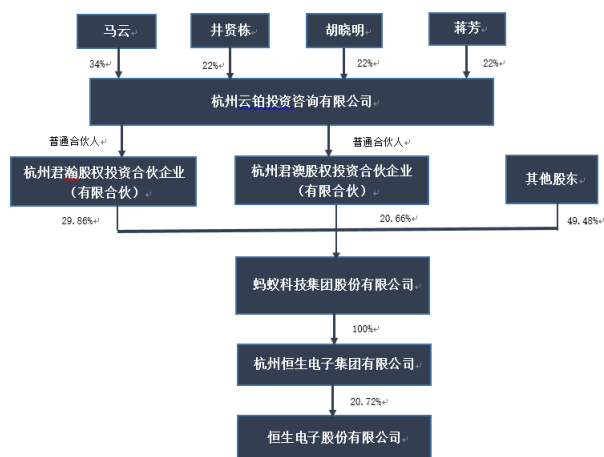 马云
井贤栋
胡晓明
蒋芳
34%
22%
22%
22%
杭州云铂投资咨询有限公司
普通合伙人
普通合伙人
杭州君瀚股权投资合伙企业
（有限合伙）
杭州君澳股权投资合伙企业
（有限合伙）
其他股东
29.86%
20.66%
49.48%
蚂蚁科技集团股份有限公司
100%
杭州恒生电子集团有限公司
20.72%
恒生电子股份有限公司